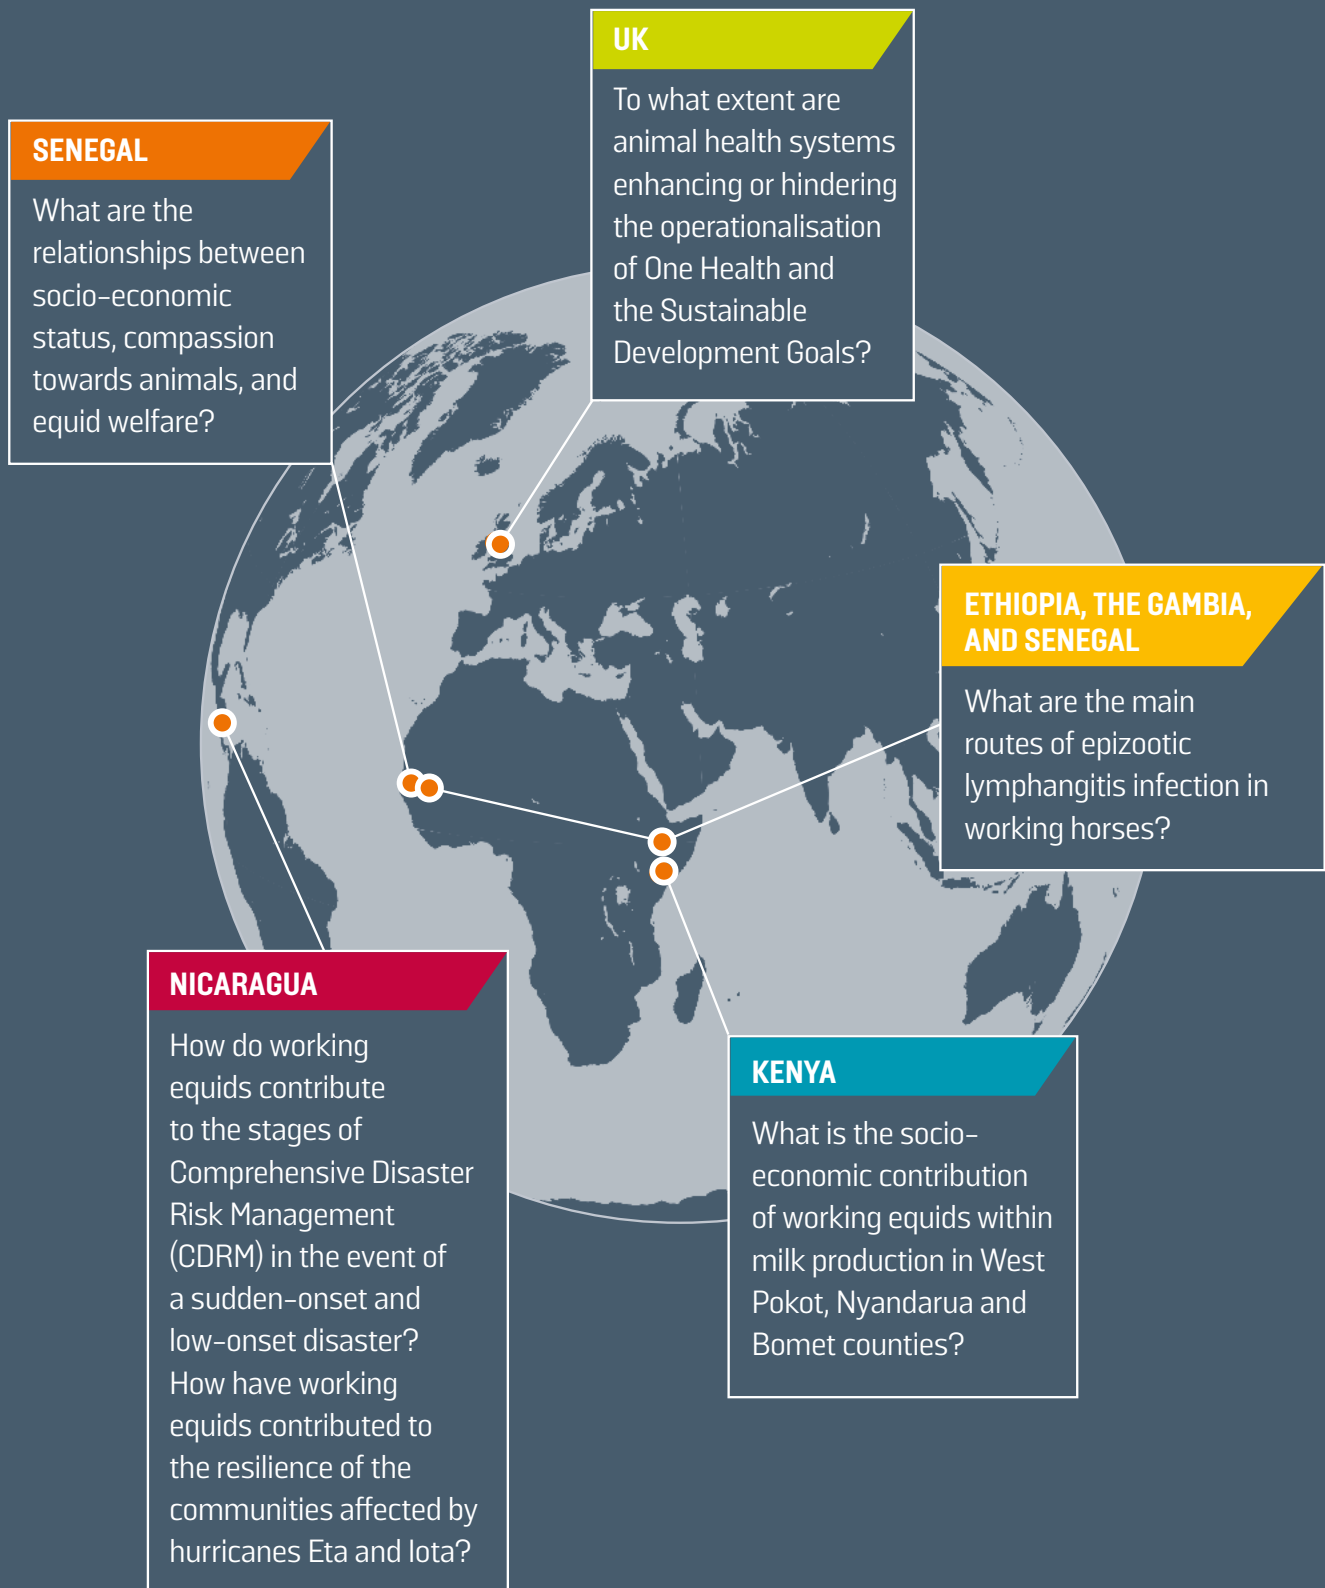 UK
To what extent are
animal health systems
enhancing or hindering
the operationalisation
of One Health and
the Sustainable
Development Goals?
SENEGAL
What are the
relationships between
socio-economic
status, compassion
towards animals, and
equid welfare?
ETHIOPIA, THE GAMBIA,
AND SENEGAL
What are the main
routes of epizootic
lymphangitis infection in
working horses?
NICARAGUA
How do working
equids contribute
to the stages of
Comprehensive Disaster
Risk Management
(CDRM) in the event of
a sudden-onset and
low-onset disaster?
How have working
equids contributed to
the resilience of the
communities affected by
hurricanes Eta and Iota?
KENYA
What is the socio-
economic contribution
of working equids within
milk production in West
Pokot, Nyandarua and
Bomet counties?